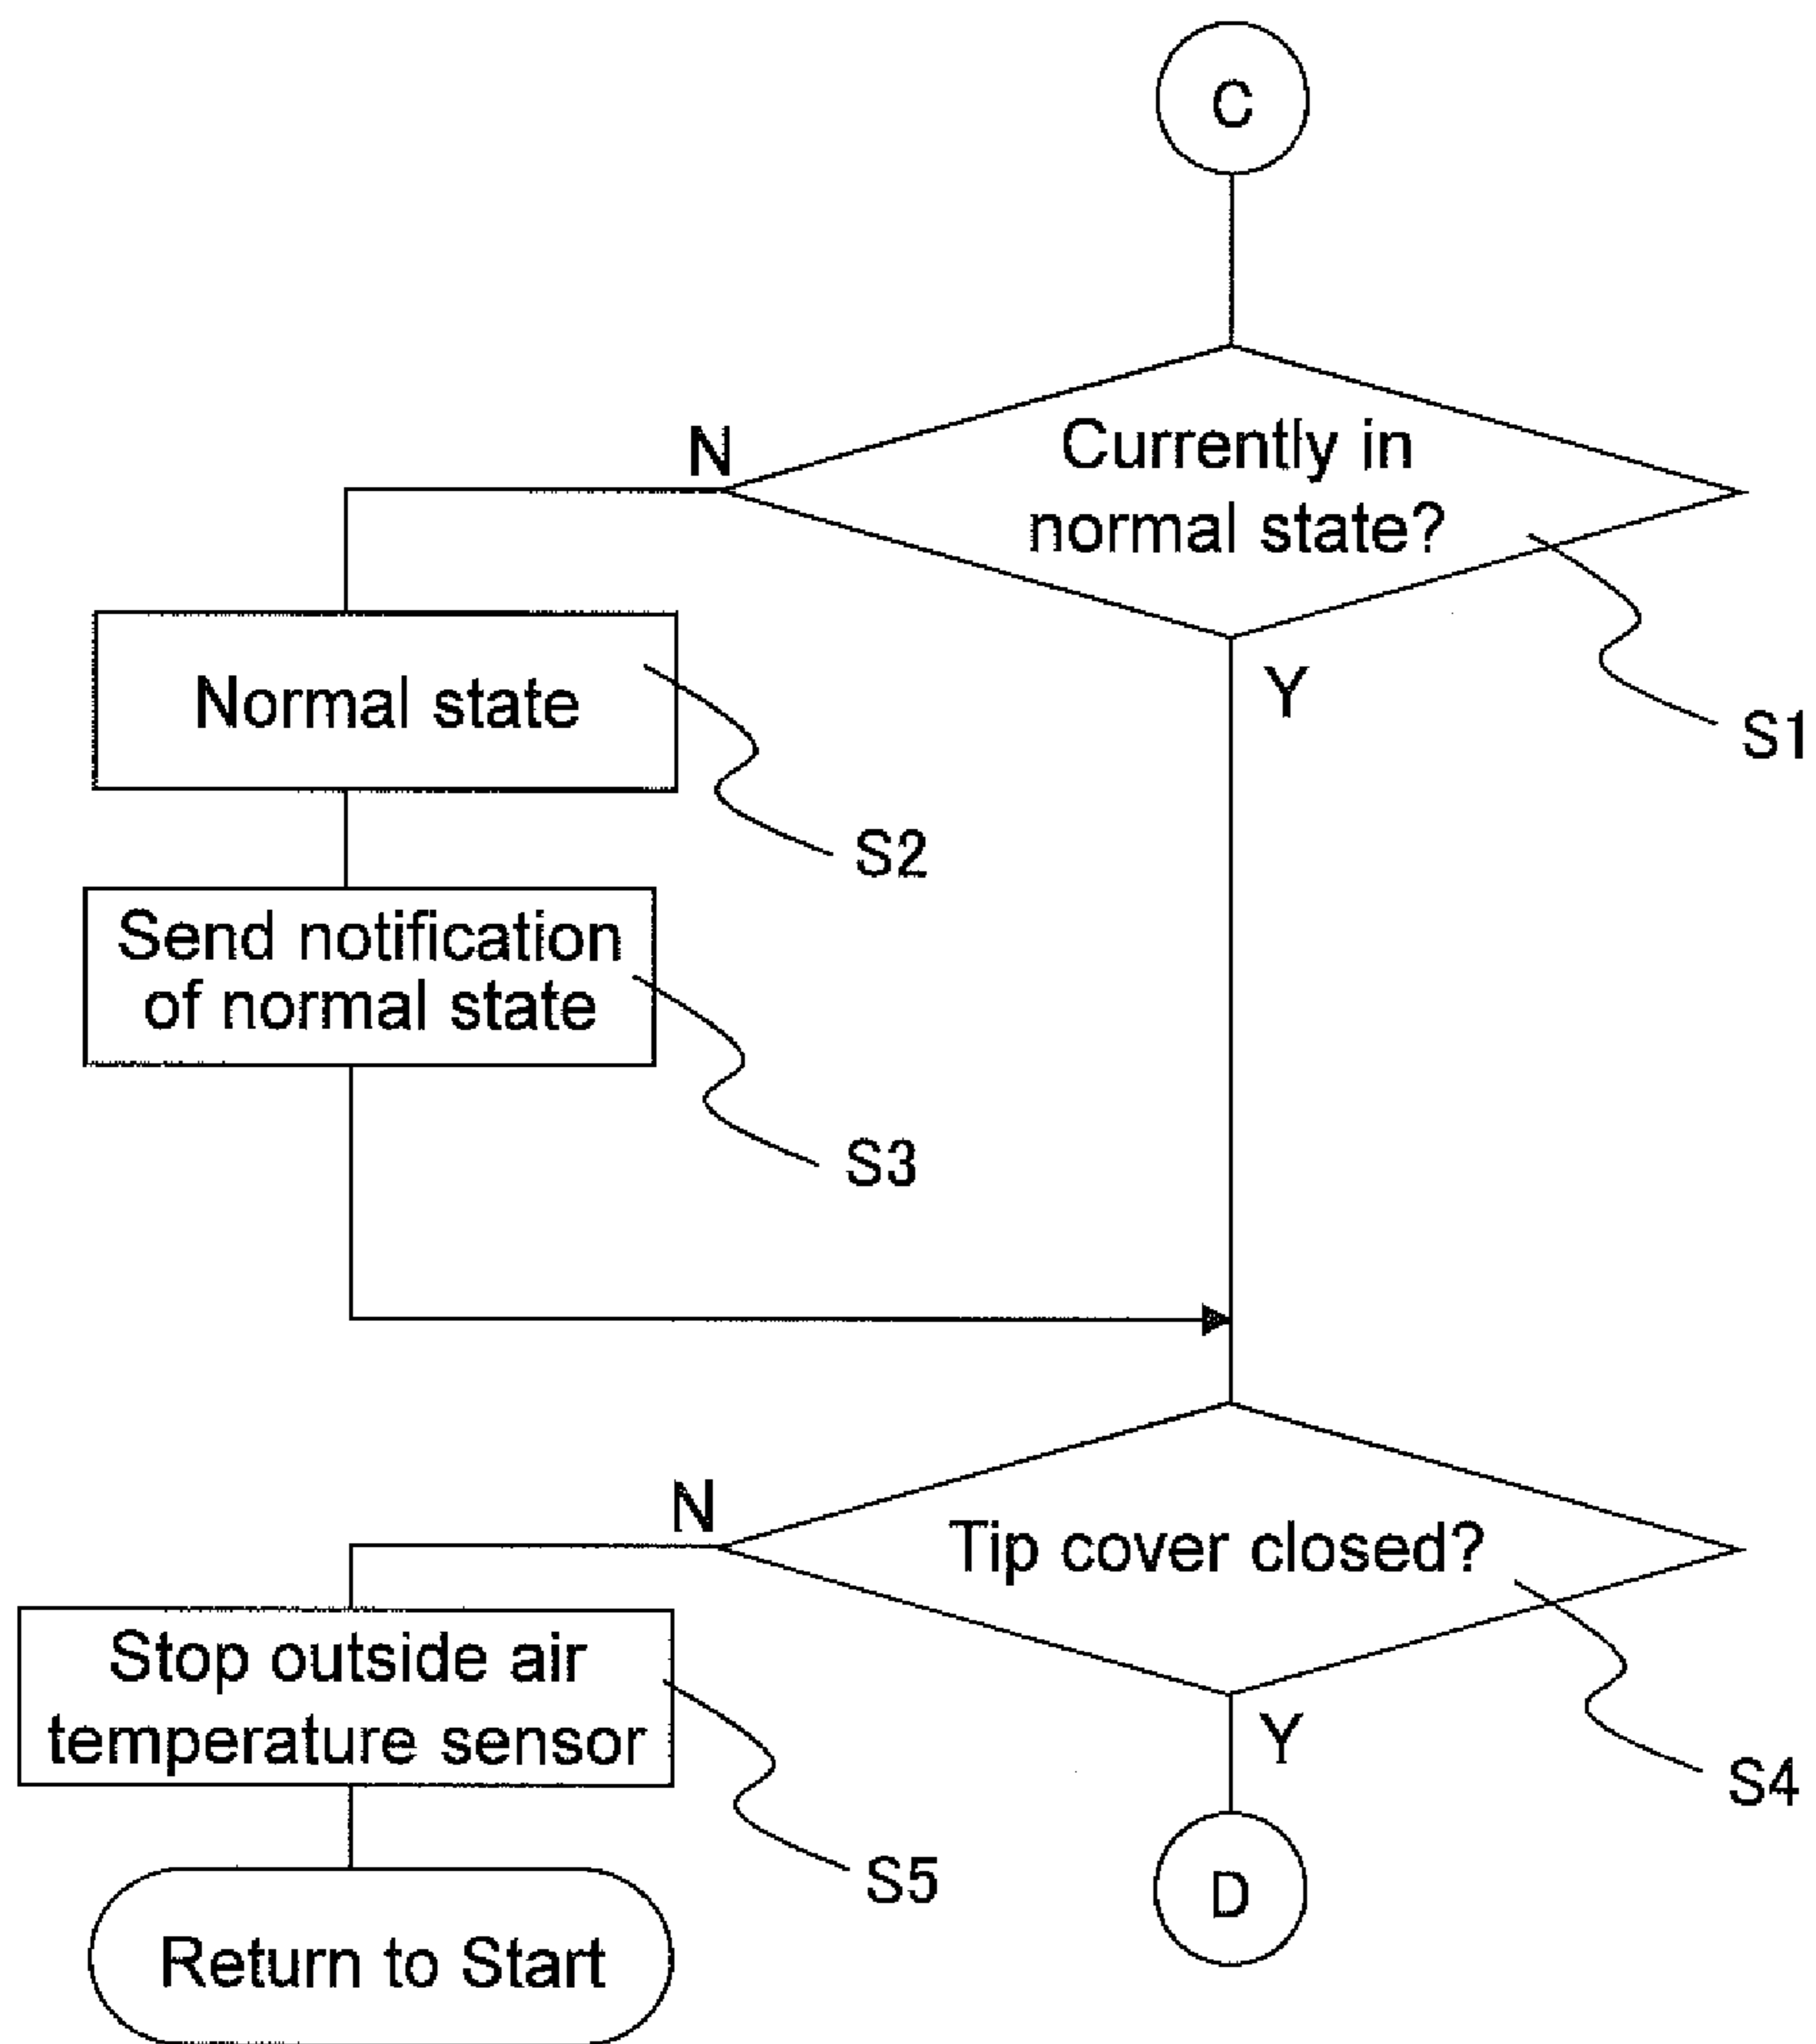 C
Currently in
normal state?
N
Y
S1
Normal state
S2
Send notification
of normal state
S3
Tip cover closed?
N
Y
S4
Stop outside air
temperature sensor
S5
Return to Start
D